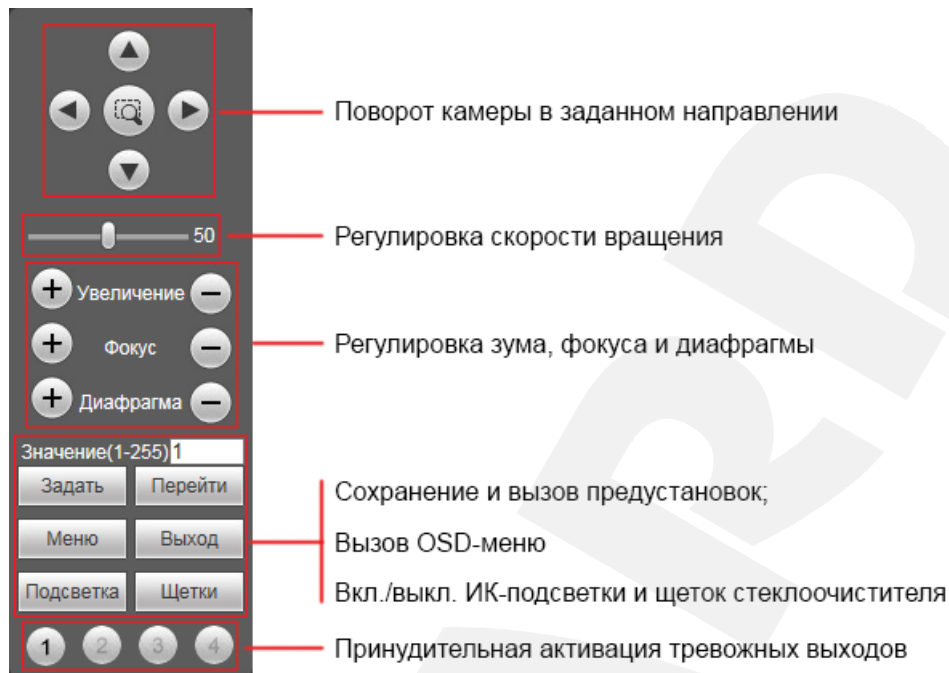 Поворот камеры в заданном направлении
50
Регулировка скорости вращения
Увеличение
Фокус
Диафрагма
Регулировка зума, фокуса и диафрагмы
Значение(1-255) 1
Задать Перейти
Меню Выход
Подсветка Щетки
Сохранение и вызов предустановок;
Вызов OSD-меню
Вкл./выкл. ИК-подсветки и щеток стеклоочистителя
1 2 3 4
Принудительная активация тревожных выходов